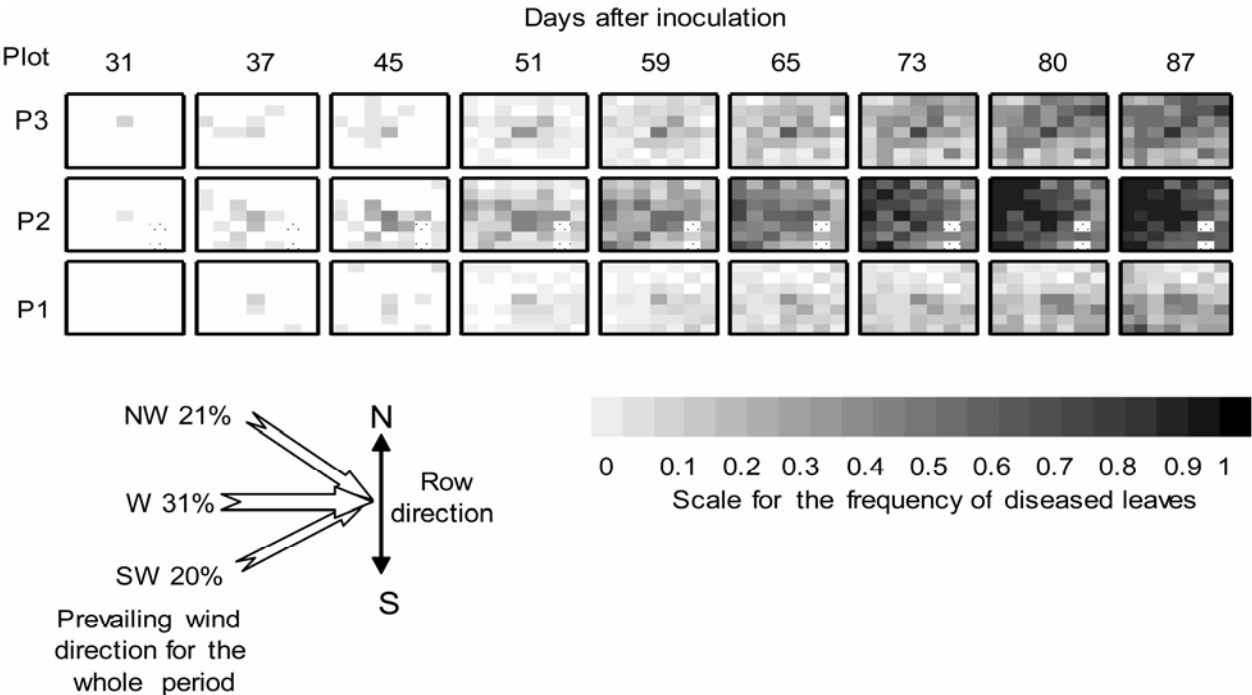 Days after inoculation
Plot 31 37 45 51 59 65 73 80 87
P3
P2
P1
NW 21%
N
W 31%
Row
direction
SW 20%
S
0 0.1 0.2 0.3 0.4 0.5 0.6 0.7 0.8 0.9 1
Scale for the frequency of diseased leaves
Prevailing wind
direction for the
whole period